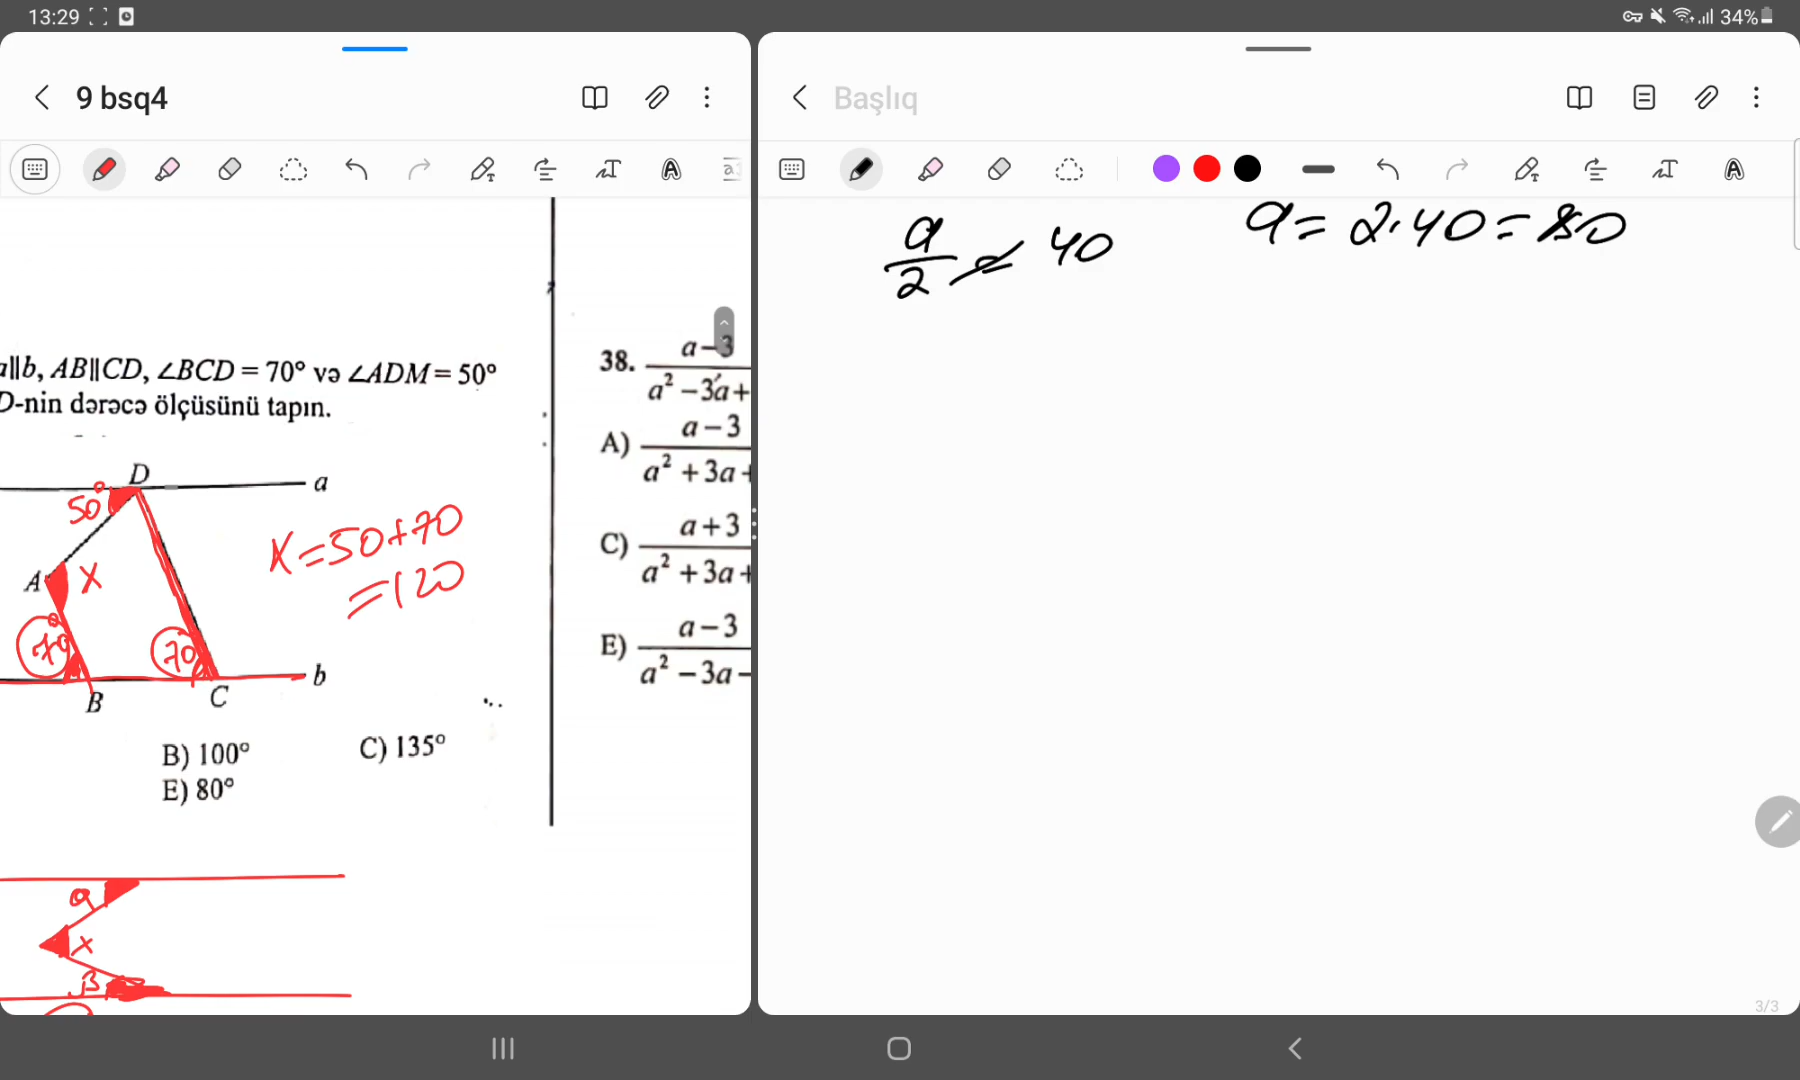 13:29
34%
9 bsq4
Başlıq
a∥b, AB∥CD, ∠BCD = 70° və ∠ADM = 50°
D-nin dərəcə ölçüsünü tapın.
D
a
50°
A
X
X=50+70
=120
70°
70
b
B
C
B) 100°
C) 135°
E) 80°
α
X
β
38. a−3
a² −3a+
A) a−3
a² +3a+
C) a+3
a² +3a+
E) a−3
a² −3a−
a/2 = 40
a = 2·40 = 80
3/3